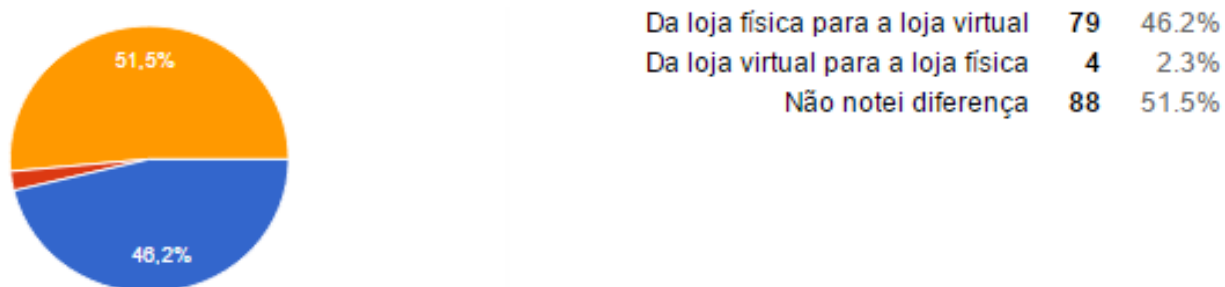 51,5%
46,2%
Da loja física para a loja virtual 79 46.2%
Da loja virtual para a loja física 4 2.3%
Não notei diferença 88 51.5%